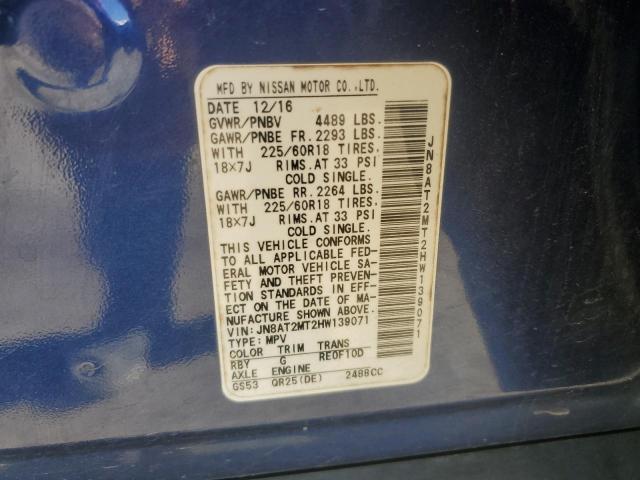 MFD BY NISSAN MOTOR CO.,LTD.
DATE 12/16
GVWR/PNBV 4489 LBS.
GAWR/PNBE FR. 2293 LBS.
WITH 225/60R18 TIRES.
18×7J RIMS.AT 33 PSI
COLD SINGLE.
GAWR/PNBE RR. 2264 LBS.
WITH 225/60R18 TIRES.
18×7J RIMS.AT 33 PSI
COLD SINGLE.
THIS VEHICLE CONFORMS
TO ALL APPLICABLE FED-
ERAL MOTOR VEHICLE SA-
FETY AND THEFT PREVEN-
TION STANDARDS IN EFF-
ECT ON THE DATE OF MA-
NUFACTURE SHOWN ABOVE.
VIN: JN8AT2MT2HW139071
TYPE: MPV
COLOR TRIM TRANS
RBY G RE0F10D
AXLE ENGINE
GS53 QR25(DE) 2488CC
JN8AT2MT2HW139071